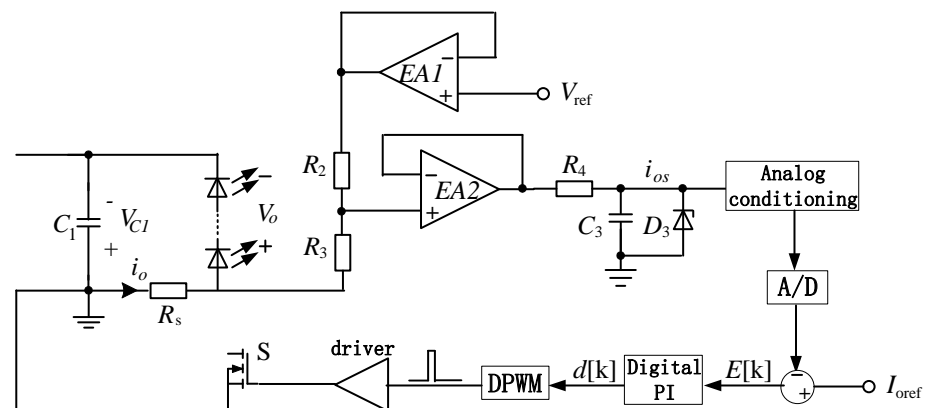 EA1
-
+
V_ref
R_2
R_3
-
+
EA2
R_4
i_os
Analog
conditioning
C_3
D_3
A/D
-
V_C1
+
C_1
-
V_o
+
i_o
R_s
S
driver
DPWM
d[k]
Digital
PI
E[k]
-
+
I_oref